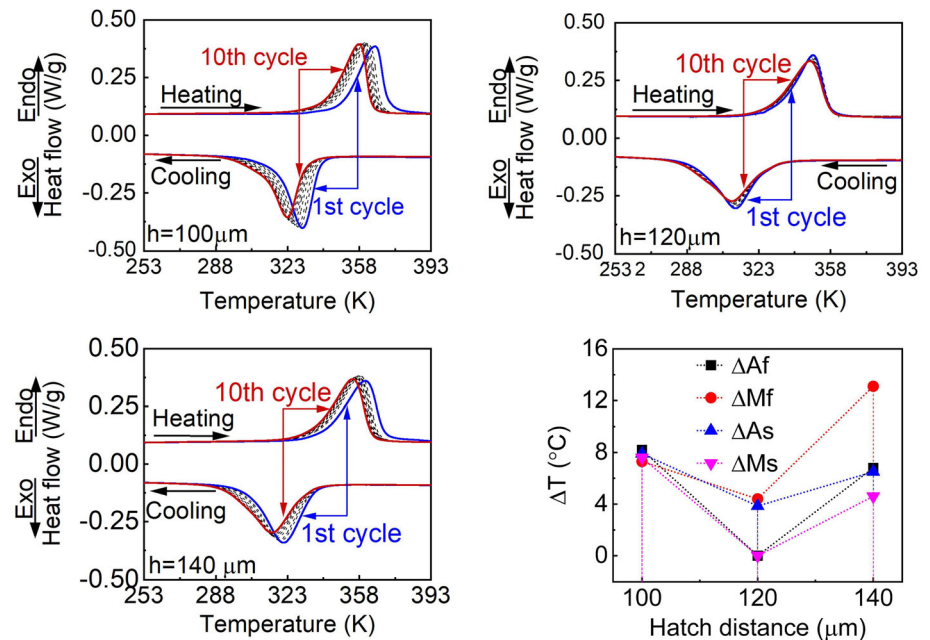 0.50
0.25
0.00
-0.25
-0.50
Exo Endo
Heat flow (W/g)
10th cycle
Heating
Cooling
1st cycle
h=100μm
253 288 323 358 393
Temperature (K)
0.50
0.25
0.00
-0.25
-0.50
Exo Endo
Heat flow (W/g)
10th cycle
Heating
Cooling
1st cycle
h=120μm
253 2 288 323 358 393
Temperature (K)
0.50
0.25
0.00
-0.25
-0.50
Exo Endo
Heat flow (W/g)
10th cycle
Heating
Cooling
1st cycle
h=140 μm
253 288 323 358 393
Temperature (K)
16
12
8
4
0
ΔT (°C)
ΔAf
ΔMf
ΔAs
ΔMs
100 120 140
Hatch distance (μm)